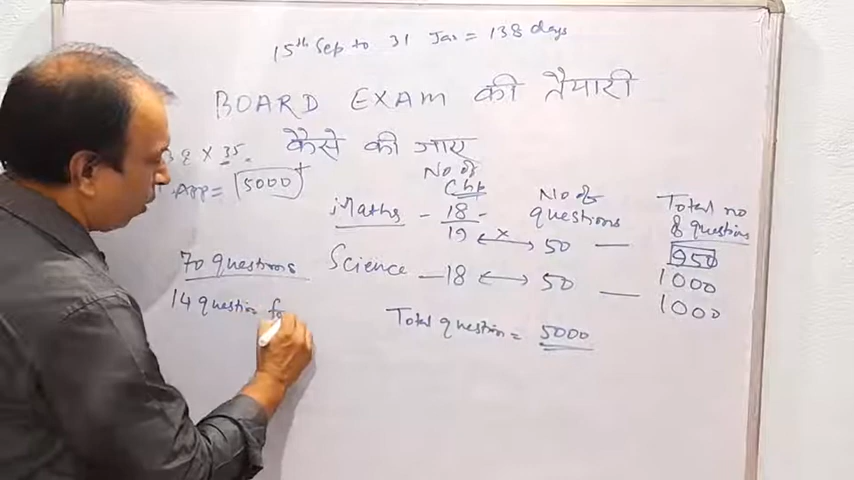 15th Sep to 31 Jan = 138 days
BOARD EXAM की तैयारी
कैसे की जाए
× 35.
App = 5000+
70 questions
14 question fo
No of Chp
No of questions
Total no of questions
Maths - 18 -
19 × 50 — 950
1000
Science — 18 50 — 1000
Total question = 5000